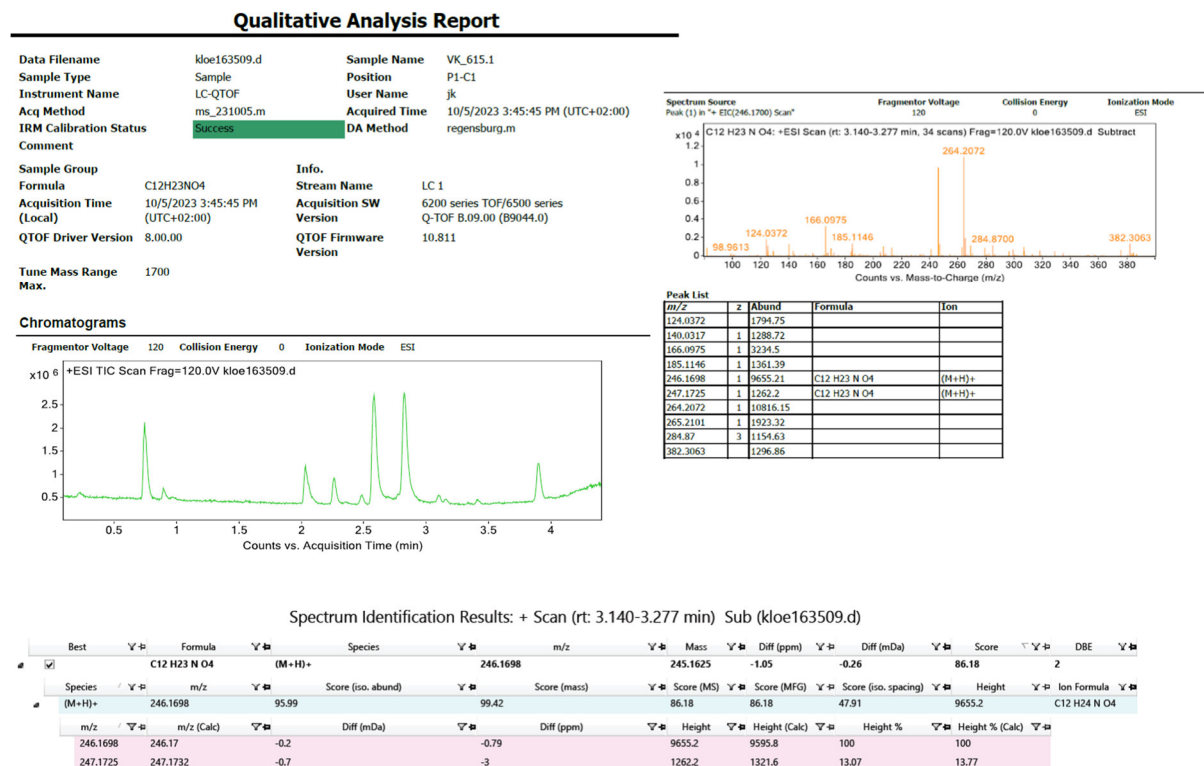 Qualitative Analysis Report
Data Filename kloe163509.d Sample Name VK_615.1
Sample Type Sample Position P1-C1
Instrument Name LC-QTOF User Name jk
Acq Method ms_231005.m Acquired Time 10/5/2023 3:45:45 PM (UTC+02:00)
IRM Calibration Status Success DA Method regensburg.m
Comment
Sample Group Info.
Formula C12H23NO4 Stream Name LC 1
Acquisition Time 10/5/2023 3:45:45 PM Acquisition SW 6200 series TOF/6500 series
(Local) (UTC+02:00) Version Q-TOF B.09.00 (B9044.0)
QTOF Driver Version 8.00.00 QTOF Firmware 10.811
Version
Tune Mass Range 1700
Max.
Chromatograms
Fragmentor Voltage 120 Collision Energy 0 Ionization Mode ESI
x10 6 +ESI TIC Scan Frag=120.0V kloe163509.d
2.5
2
1.5
1
0.5
0.5 1 1.5 2 2.5 3 3.5 4
Counts vs. Acquisition Time (min)
Spectrum Source Fragmentor Voltage Collision Energy Ionization Mode
Peak (1) in "+ EIC(246.1700) Scan" 120 0 ESI
x10 4 C12 H23 N O4: +ESI Scan (rt: 3.140-3.277 min, 34 scans) Frag=120.0V kloe163509.d Subtract
1.2
264.2072
1
0.8
0.6
0.4
166.0975
0.2
124.0372
185.1146
98.9613
284.8700
382.3063
0
100 120 140 160 180 200 220 240 260 280 300 320 340 360 380
Counts vs. Mass-to-Charge (m/z)
Peak List
m/z z Abund Formula Ion
124.0372 1794.75
140.0317 1 1288.72
166.0975 1 3234.5
185.1146 1 1361.39
246.1698 1 9655.21 C12 H23 N O4 (M+H)+
247.1725 1 1262.2 C12 H23 N O4 (M+H)+
264.2072 1 10816.15
265.2101 1 1923.32
284.87 3 1154.63
382.3063 1296.86
Spectrum Identification Results: + Scan (rt: 3.140-3.277 min) Sub (kloe163509.d)
Best Formula Species m/z Mass Diff (ppm) Diff (mDa) Score DBE
C12 H23 N O4 (M+H)+ 246.1698 245.1625 -1.05 -0.26 86.18 2
Species m/z Score (iso. abund) Score (mass) Score (MS) Score (MFG) Score (iso. spacing) Height Ion Formula
(M+H)+ 246.1698 95.99 99.42 86.18 86.18 47.91 9655.2 C12 H24 N O4
m/z m/z (Calc) Diff (mDa) Diff (ppm) Height Height (Calc) Height % Height % (Calc)
246.1698 246.17 -0.2 -0.79 9655.2 9595.8 100 100
247.1725 247.1732 -0.7 -3 1262.2 1321.6 13.07 13.77